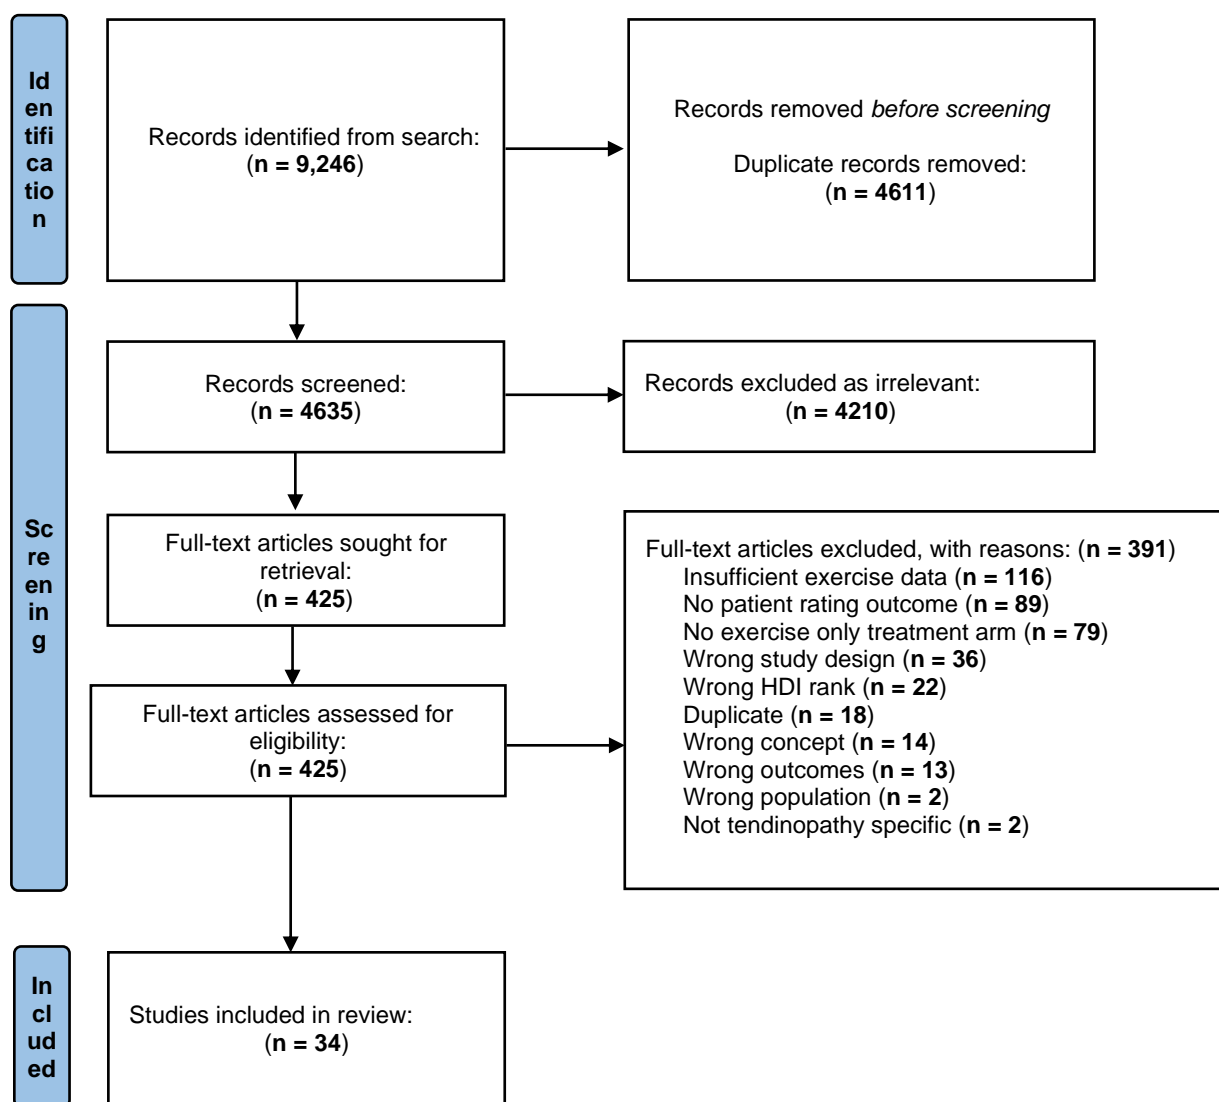 Id
en
tifi
ca
tio
n
Records identified from search:
(n = 9,246)
Records removed before screening
Duplicate records removed:
(n = 4611)
Sc
re
en
in
g
Records screened:
(n = 4635)
Records excluded as irrelevant:
(n = 4210)
Full-text articles sought for
retrieval:
(n = 425)
Full-text articles assessed for
eligibility:
(n = 425)
Full-text articles excluded, with reasons: (n = 391)
Insufficient exercise data (n = 116)
No patient rating outcome (n = 89)
No exercise only treatment arm (n = 79)
Wrong study design (n = 36)
Wrong HDI rank (n = 22)
Duplicate (n = 18)
Wrong concept (n = 14)
Wrong outcomes (n = 13)
Wrong population (n = 2)
Not tendinopathy specific (n = 2)
In
cl
ud
ed
Studies included in review:
(n = 34)